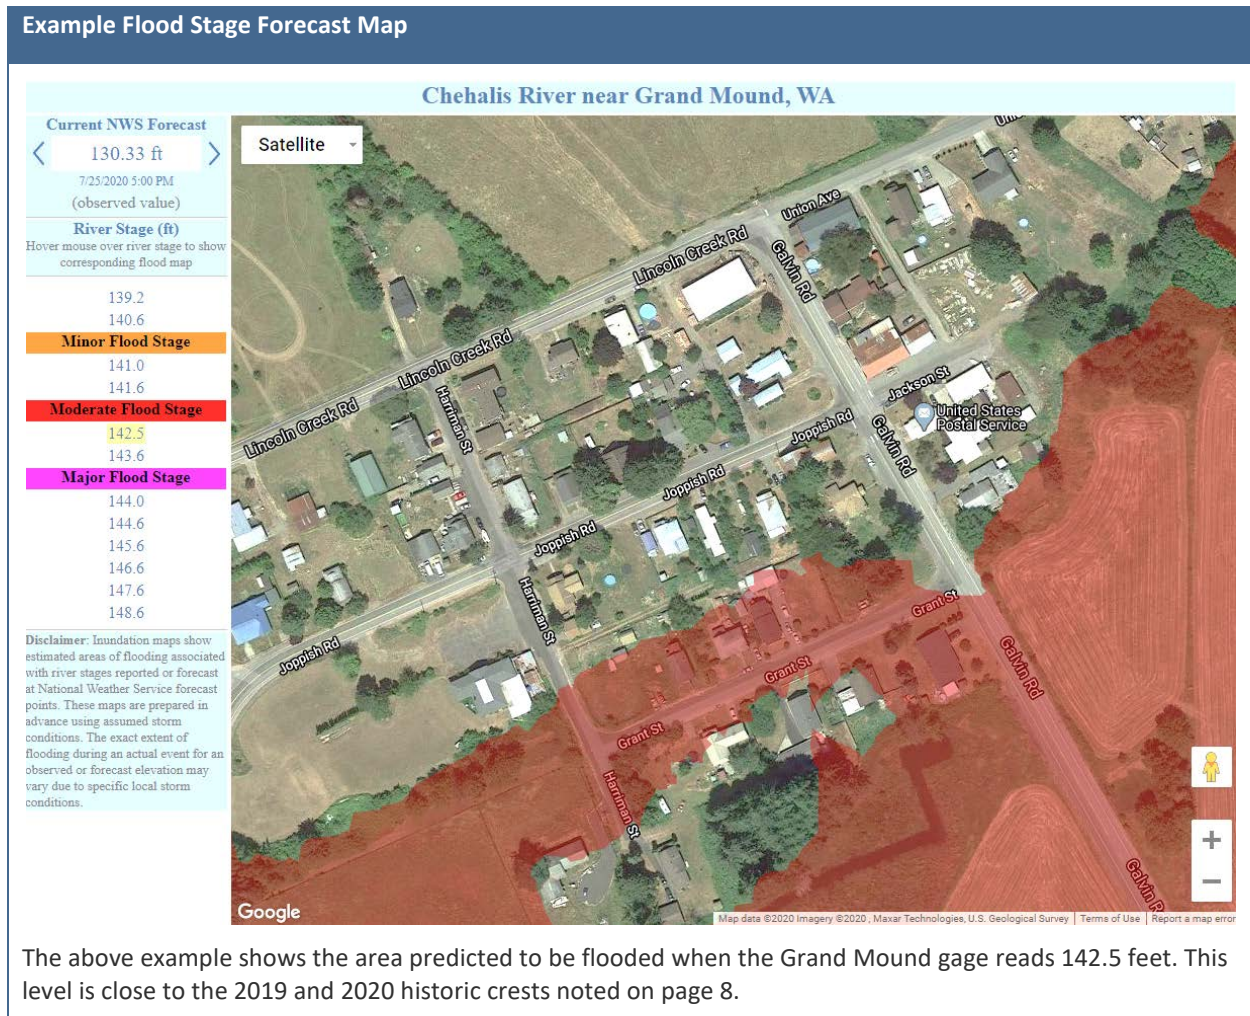 Example Flood Stage Forecast Map
Chehalis River near Grand Mound, WA
Current NWS Forecast
130.33 ft
7/25/2020 5:00 PM
(observed value)
River Stage (ft)
Hover mouse over river stage to show
corresponding flood map
139.2
140.6
Minor Flood Stage
141.0
141.6
Moderate Flood Stage
142.5
143.6
Major Flood Stage
144.0
144.6
145.6
146.6
147.6
148.6
Disclaimer: Inundation maps show
estimated areas of flooding associated
with river stages reported or forecast
at National Weather Service forecast
points. These maps are prepared in
advance using assumed storm
conditions. The exact extent of
flooding during an actual event for an
observed or forecast elevation may
vary due to specific local storm
conditions.
Satellite
Union Ave
Lincoln Creek Rd
Galvin Rd
Lincoln Creek Rd
Lincoln Creek Rd
Harriman St
Jackson St
United States
Postal Service
Joppish Rd
Galvin Rd
Joppish Rd
Joppish Rd
Harriman St
Grant St
Joppish Rd
Grant St
Galvin Rd
Grant St
Harriman St
Galvin R
Google
Map data ©2020 Imagery ©2020 , Maxar Technologies, U.S. Geological Survey
Terms of Use
Report a map error
The above example shows the area predicted to be flooded when the Grand Mound gage reads 142.5 feet. This
level is close to the 2019 and 2020 historic crests noted on page 8.